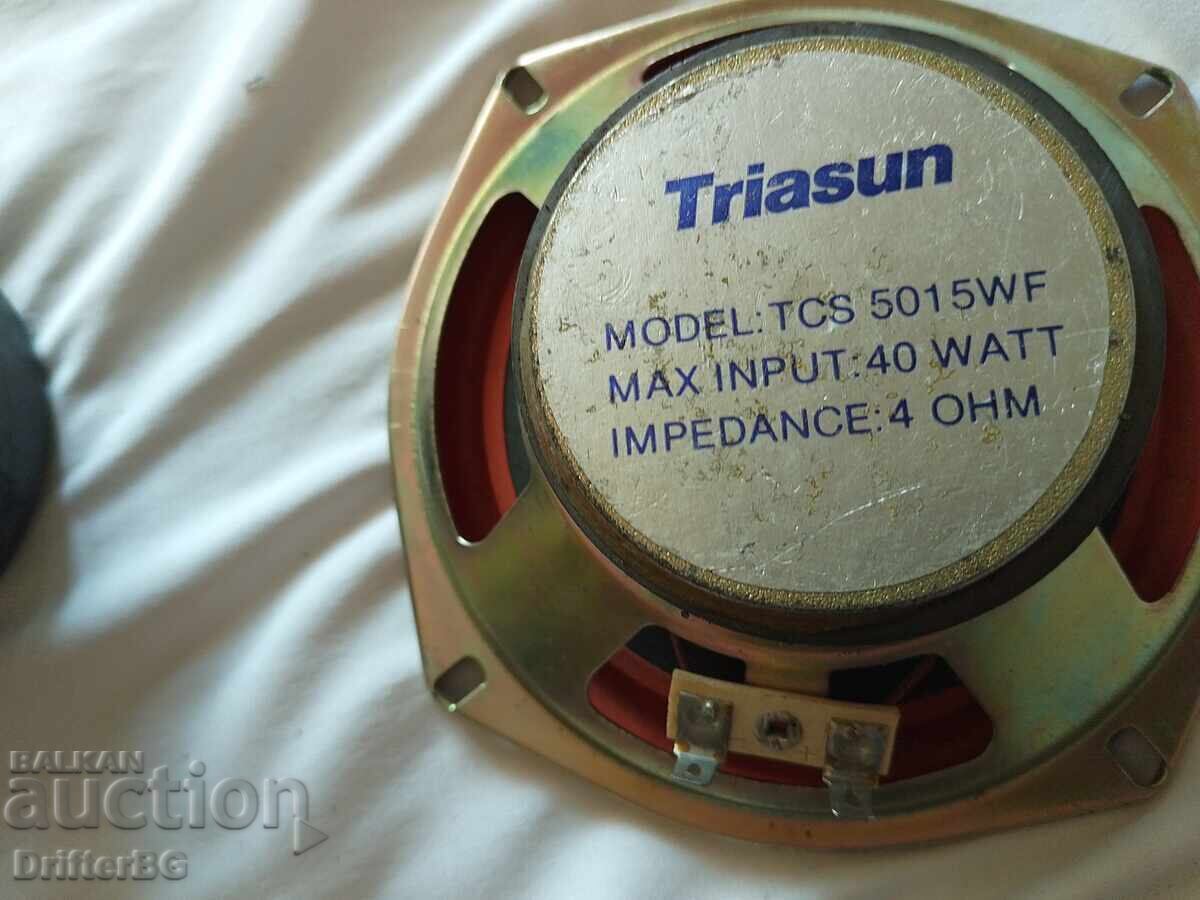 Triasun
MODEL:TCS 5015WF
MAX INPUT:40 WATT
IMPEDANCE:4 OHM
BALKAN
auction
DrifterBG